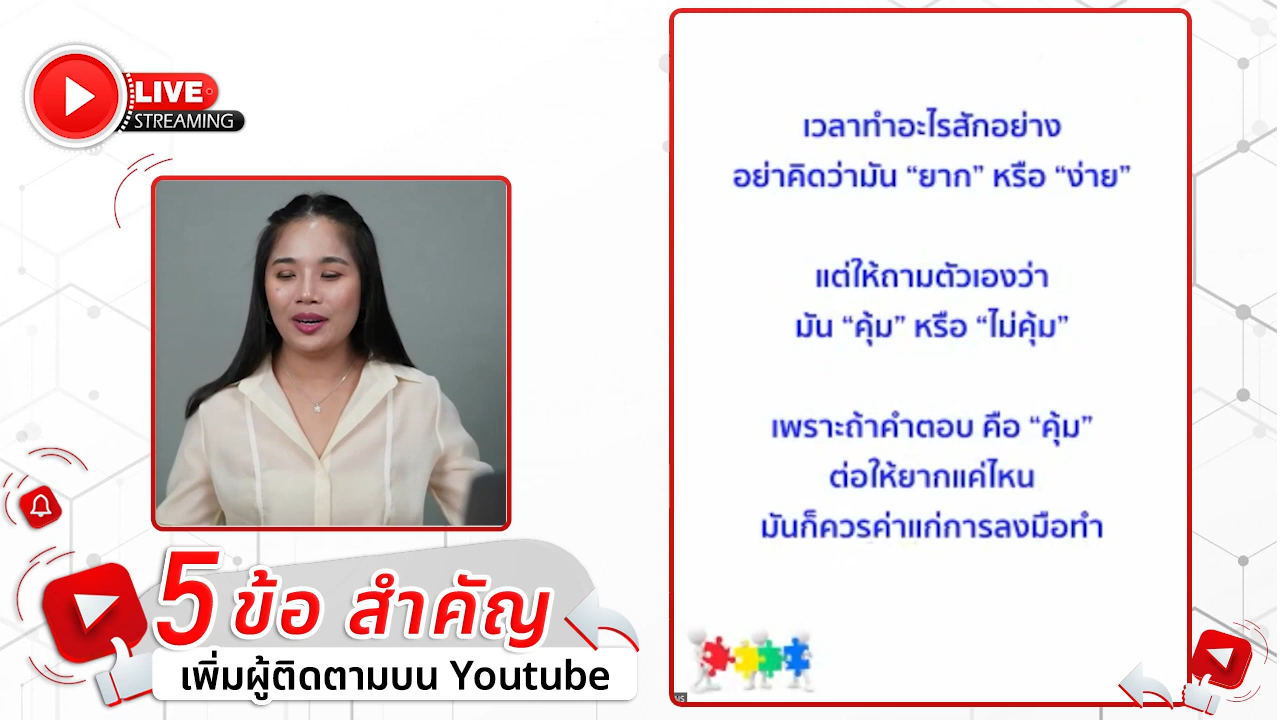 LIVE
STREAMING
เวลาทำอะไรสักอย่าง
อย่าคิดว่ามัน “ยาก” หรือ “ง่าย”
แต่ให้ถามตัวเองว่า
มัน “คุ้ม” หรือ “ไม่คุ้ม”
เพราะถ้าคำตอบ คือ “คุ้ม”
ต่อให้ยากแค่ไหน
มันก็ควรค่าแก่การลงมือทำ
5 ข้อ สำคัญ
เพิ่มผู้ติดตามบน Youtube